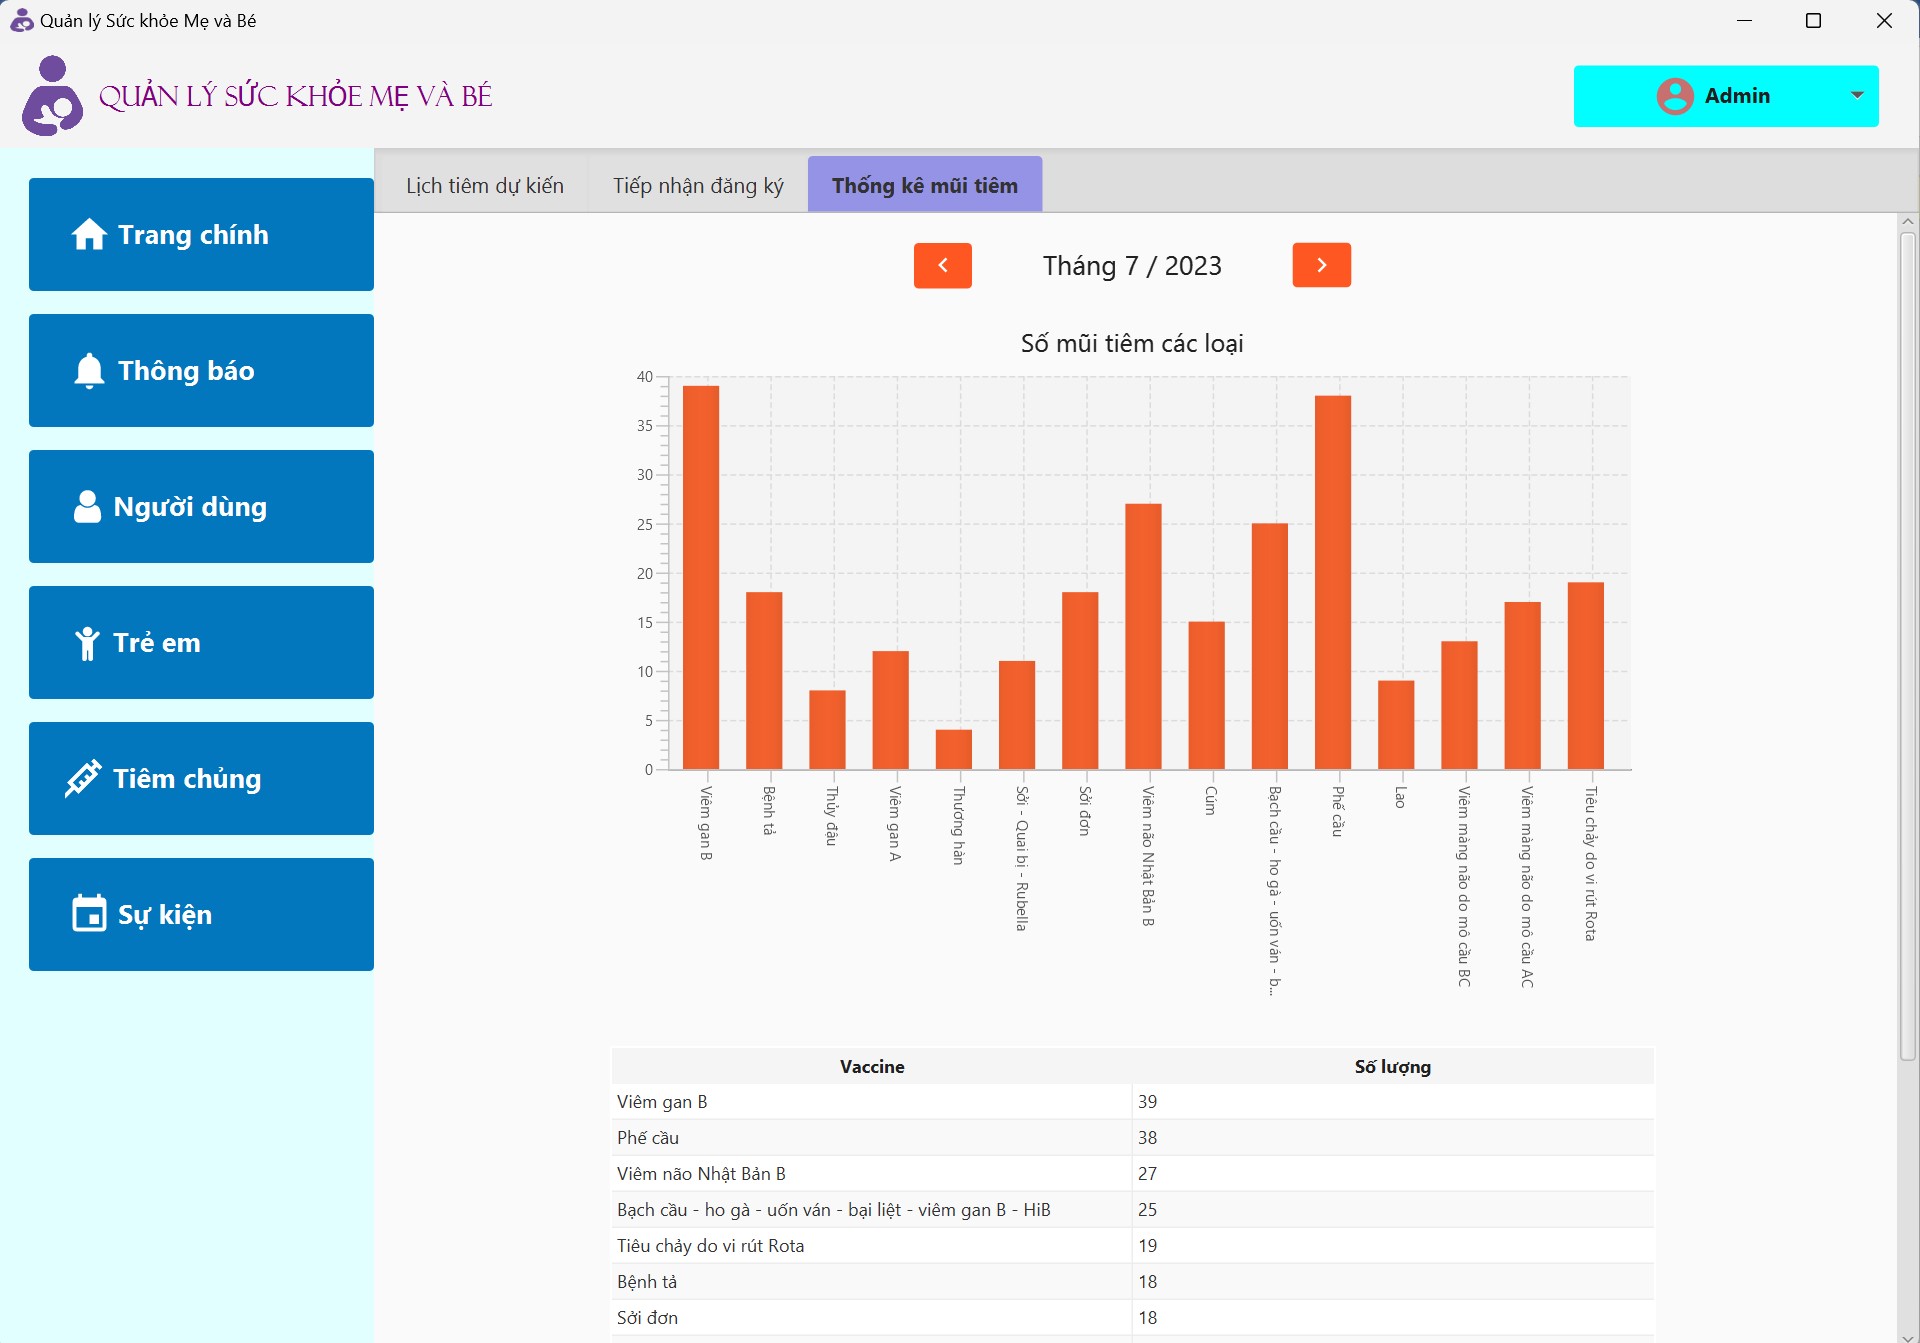 Quản lý Sức khỏe Mẹ và Bé
QUẢN LÝ SỨC KHỎE MẸ VÀ BÉ
Admin
Trang chính
Thông báo
Người dùng
Trẻ em
Tiêm chủng
Sự kiện
Lịch tiêm dự kiến
Tiếp nhận đăng ký
Thống kê mũi tiêm
Tháng 7 / 2023
Số mũi tiêm các loại
40
35
30
25
20
15
10
5
0
Viêm gan B
Bệnh tả
Thủy đậu
Viêm gan A
Thương hàn
Sởi - Quai bị - Rubella
Sởi đơn
Viêm não Nhật Bản B
Cúm
Bạch cầu - ho gà - uốn ván - b...
Phế cầu
Lao
Viêm màng não do mô cầu BC
Viêm màng não do mô cầu AC
Tiêu chảy do vi rút Rota
Vaccine Số lượng
Viêm gan B 39
Phế cầu 38
Viêm não Nhật Bản B 27
Bạch cầu - ho gà - uốn ván - bại liệt - viêm gan B - HiB 25
Tiêu chảy do vi rút Rota 19
Bệnh tả 18
Sởi đơn 18